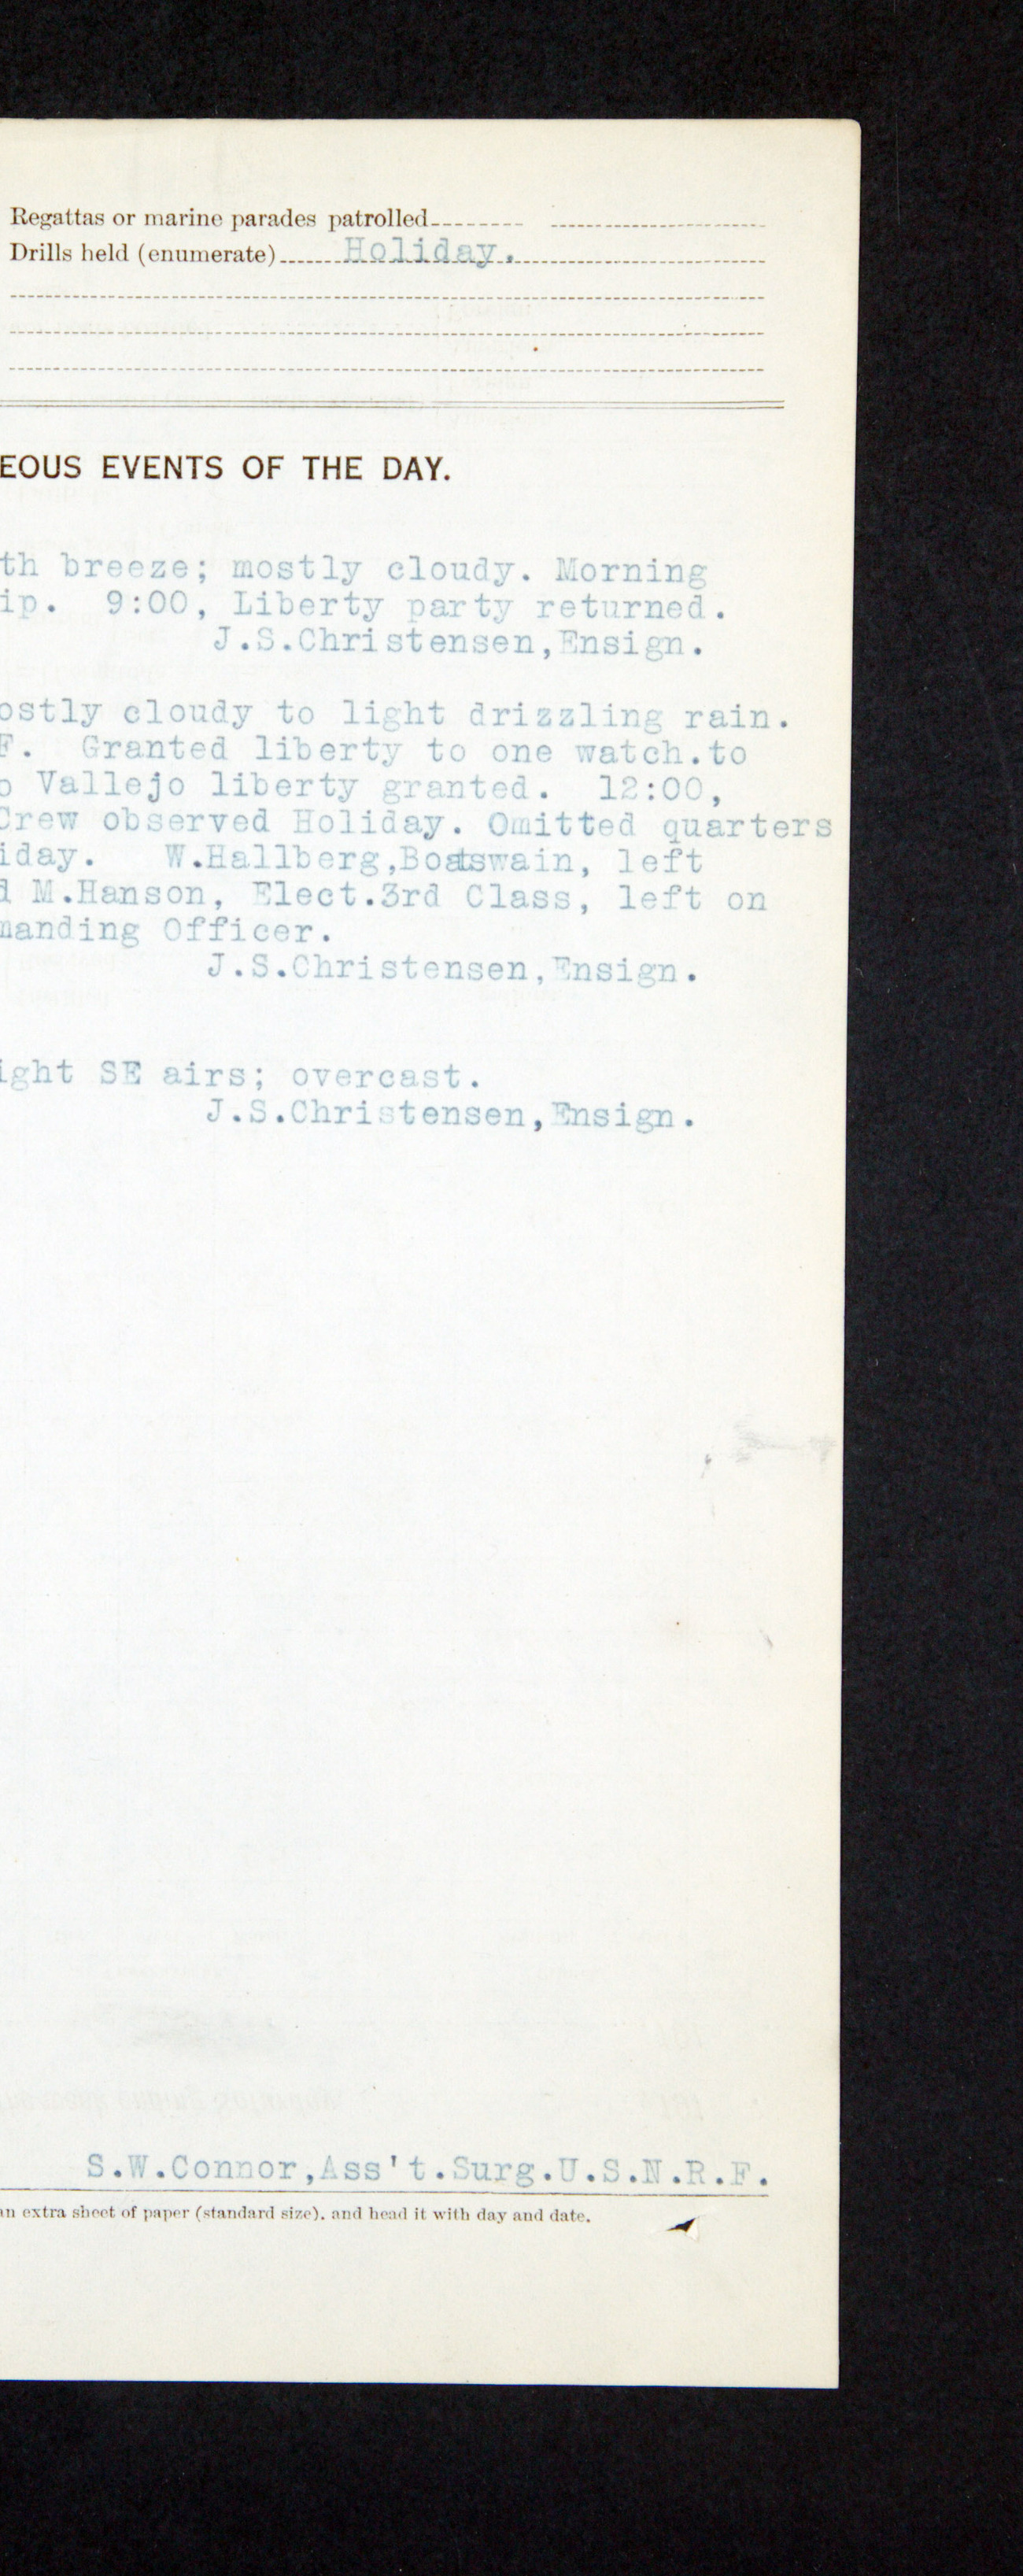 Regattas or marine parades patrolled
Drills held (enumerate) Holiday.
EOUS EVENTS OF THE DAY.
th breeze; mostly cloudy. Morning
ip. 9:00, Liberty party returned.
J.S.Christensen,Ensign.
ostly cloudy to light drizzling rain.
F. Granted liberty to one watch.to
o Vallejo liberty granted. 12:00,
Crew observed Holiday. Omitted quarters
iday. W.Hallberg,Boatswain, left
d M.Hanson, Elect.3rd Class, left on
manding Officer.
J.S.Christensen,Ensign.
ight SE airs; overcast.
J.S.Christensen,Ensign.
S.W.Connor,Ass't.Surg.U.S.N.R.F.
an extra sheet of paper (standard size), and head it with day and date.